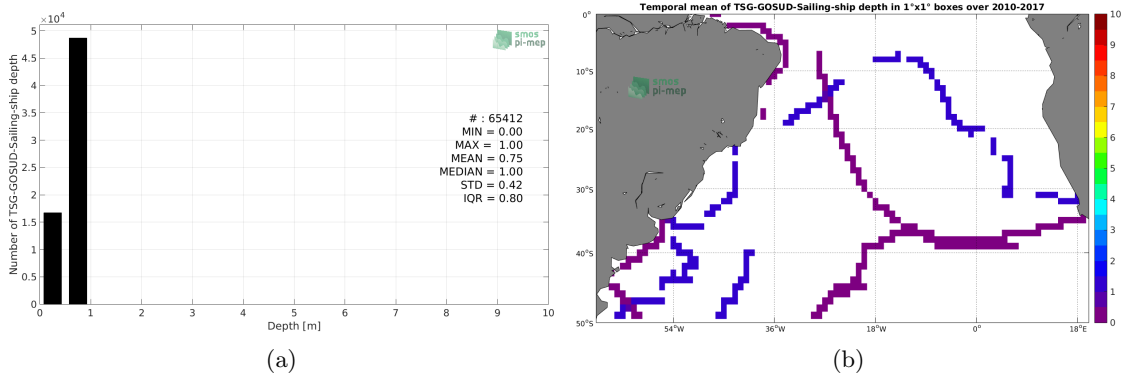 ×10⁴
5
4.5
4
3.5
3
2.5
2
1.5
1
0.5
0
Number of TSG-GOSUD-Sailing-ship depth
smos
pi-mep
# : 65412
MIN = 0.00
MAX = 1.00
MEAN = 0.75
MEDIAN = 1.00
STD = 0.42
IQR = 0.80
0 1 2 3 4 5 6 7 8 9 10
Depth [m]
(a)
Temporal mean of TSG-GOSUD-Sailing-ship depth in 1°x1° boxes over 2010-2017
0°
10°S
20°S
30°S
40°S
50°S
smos
pi-mep
54°W 36°W 18°W 0° 18°E
10
9
8
7
6
5
4
3
2
1
0
(b)